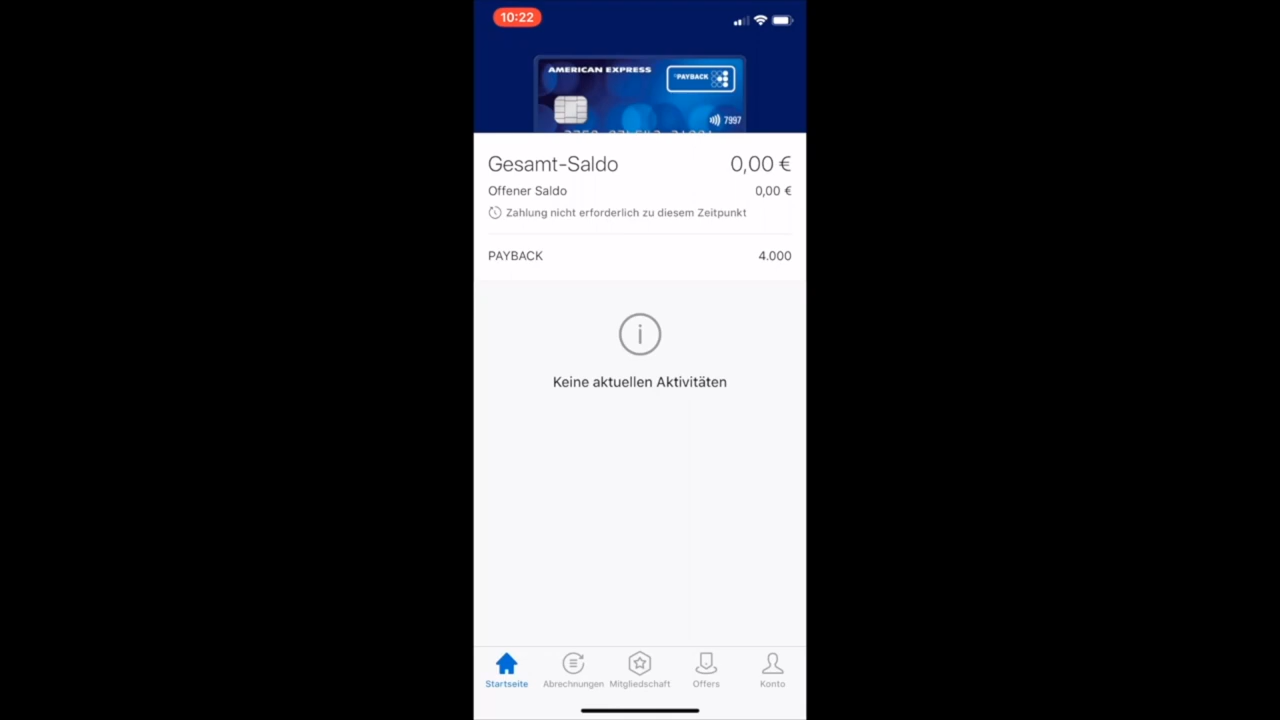 10:22
AMERICAN EXPRESS
PAYBACK
7997
Gesamt-Saldo 0,00 €
Offener Saldo 0,00 €
Zahlung nicht erforderlich zu diesem Zeitpunkt
PAYBACK 4.000
Keine aktuellen Aktivitäten
Startseite Abrechnungen Mitgliedschaft Offers Konto